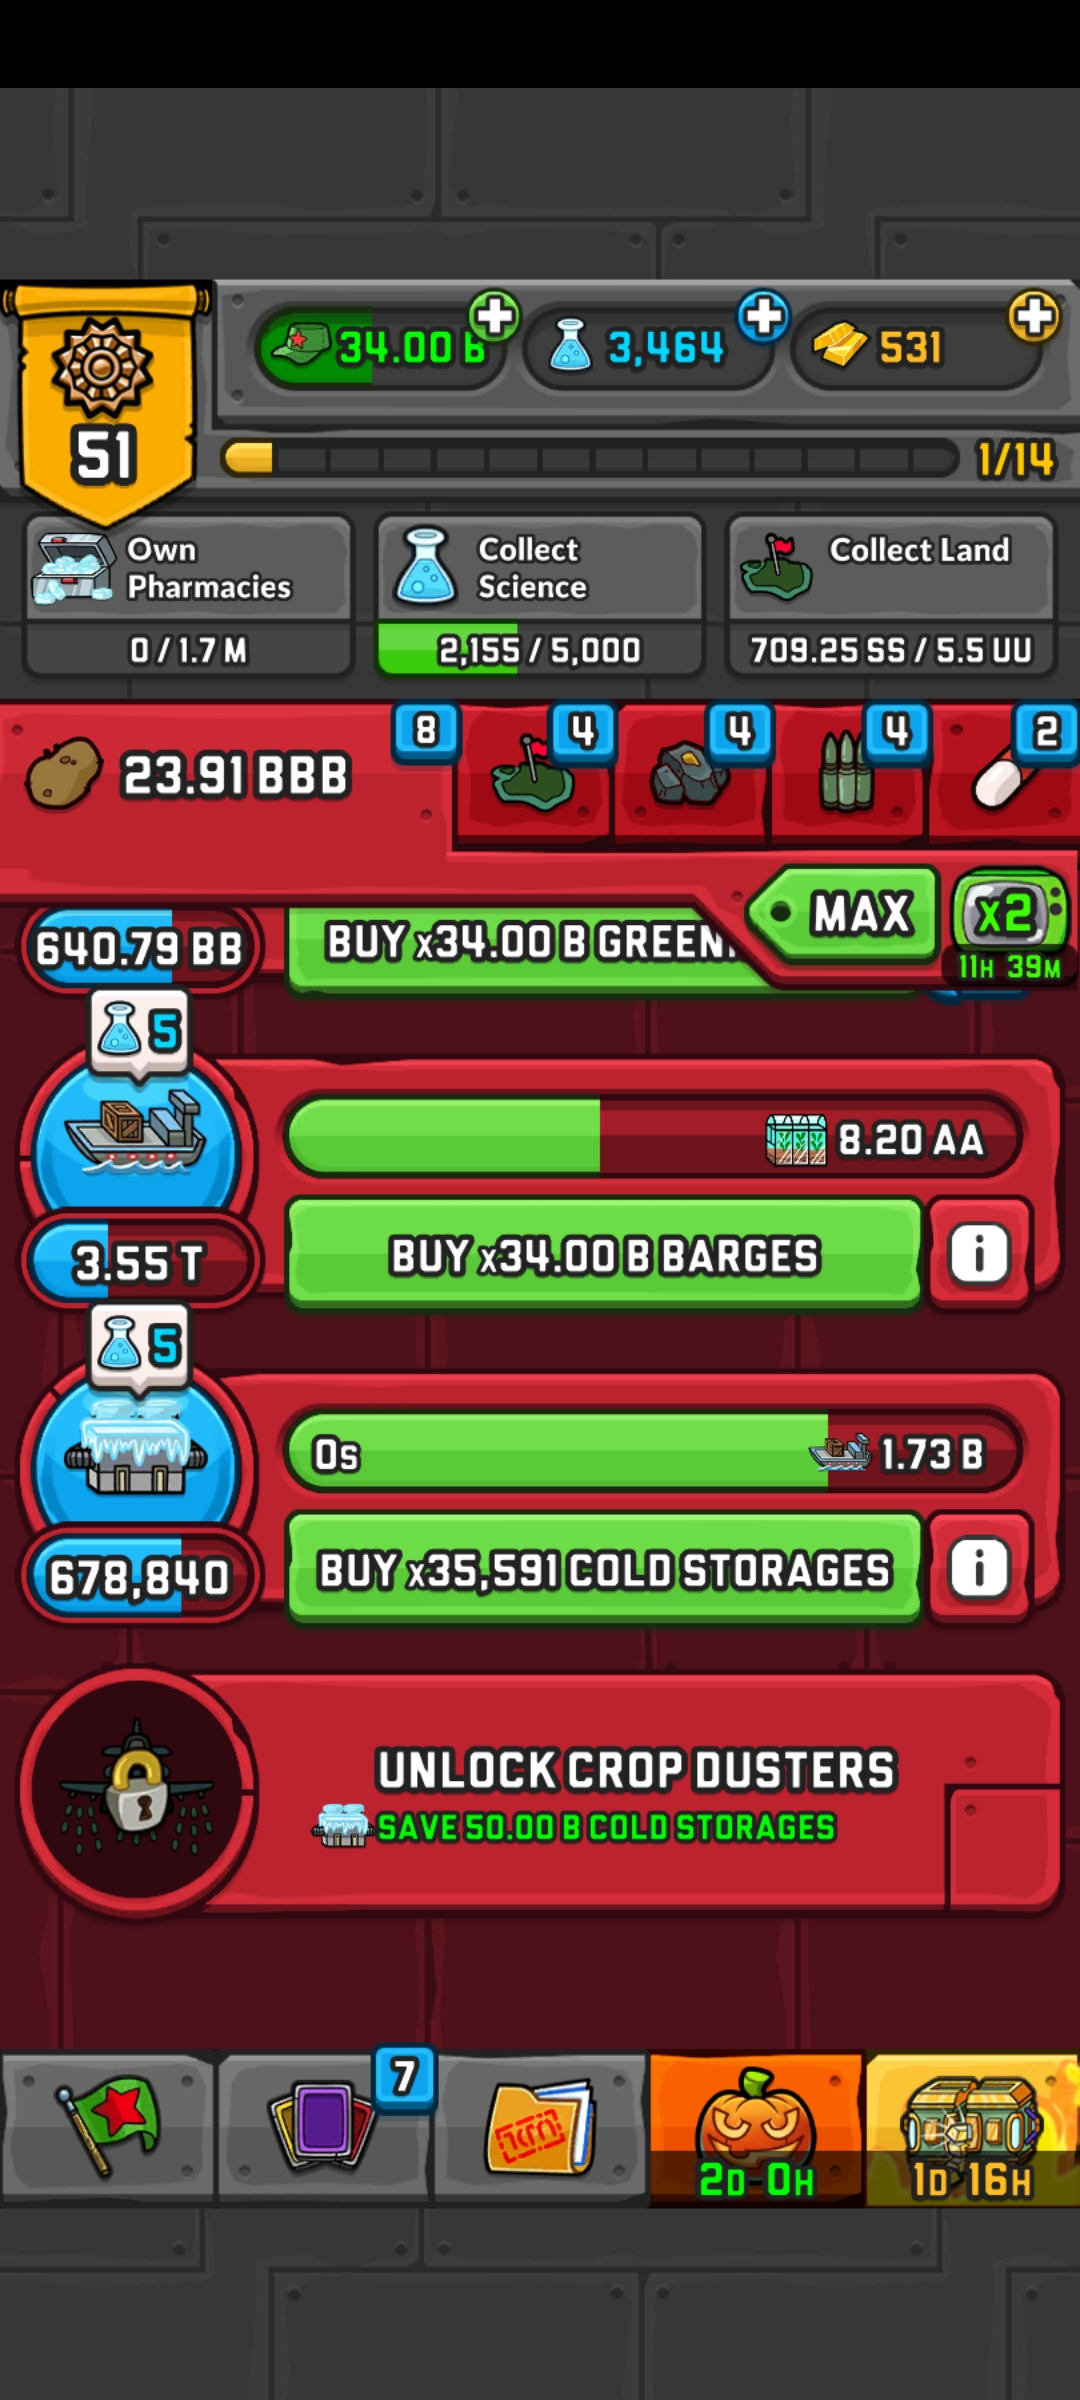 34.00 B
3,464
531
51
1/14
Own
Pharmacies
0 / 1.7 M
Collect
Science
2,155 / 5,000
Collect Land
709.25 SS / 5.5 UU
23.91 BBB
8
4
4
4
2
MAX
x2
11H 39M
640.79 BB
BUY x34.00 B GREEN
5
8.20 AA
3.55 T
BUY x34.00 B BARGES
i
5
0s
1.73 B
678,840
BUY x35,591 COLD STORAGES
i
UNLOCK CROP DUSTERS
SAVE 50.00 B COLD STORAGES
7
2D 0H
1D 16H